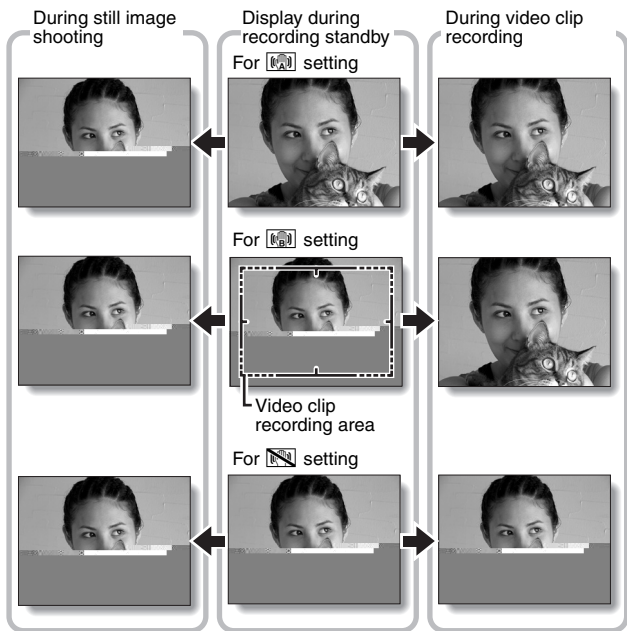 During still image
shooting
Display during
recording standby
During video clip
recording
For (A) setting
For (B) setting
Video clip
recording area
For setting